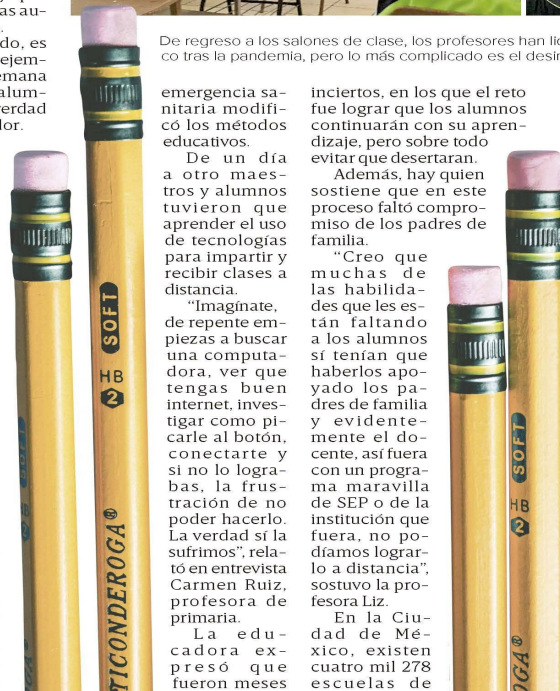 as au-
do, es
ejem-
emana
alum-
verdad
lor.
De regreso a los salones de clase, los profesores han
co tras la pandemia, pero lo más complicado es el
emergencia sa-
nitaria modifi-
có los métodos
educativos.
De un día
a otro maes-
tros y alumnos
tuvieron que
aprender el uso
de tecnologías
para impartir y
recibir clases a
distancia.
“Imagínate,
de repente em-
piezas a buscar
una computa-
dora, ver que
tengas buen
internet, inves-
tigar como pi-
carle al botón,
conectarte y
si no lo logra-
bas, la frus-
tración de no
poder hacerlo.
La verdad sí la
sufrimos”, rela-
tó en entrevista
Carmen Ruiz,
profesora de
primaria.
La edu-
cadora ex-
presó que
fueron meses
inciertos, en los que el reto
fue lograr que los alumnos
continuarán con su apren-
dizaje, pero sobre todo
evitar que desertaran.
Además, hay quien
sostiene que en este
proceso faltó compro-
miso de los padres de
familia.
“Creo que
muchas de
las habilida-
des que les es-
tán faltando
a los alumnos
sí tenían que
haberlos apo-
yado los pa-
dres de familia
y evidente-
mente el do-
cente, así fuera
con un progra-
ma maravilla
de SEP o de la
institución que
fuera, no po-
díamos lograr-
lo a distancia”,
sostuvo la pro-
fesora Liz.
En la Ciu-
dad de Mé-
xico, existen
cuatro mil 278
escuelas de
SOFT
HB
2
TICONDEROGA®
SOFT
HB
2